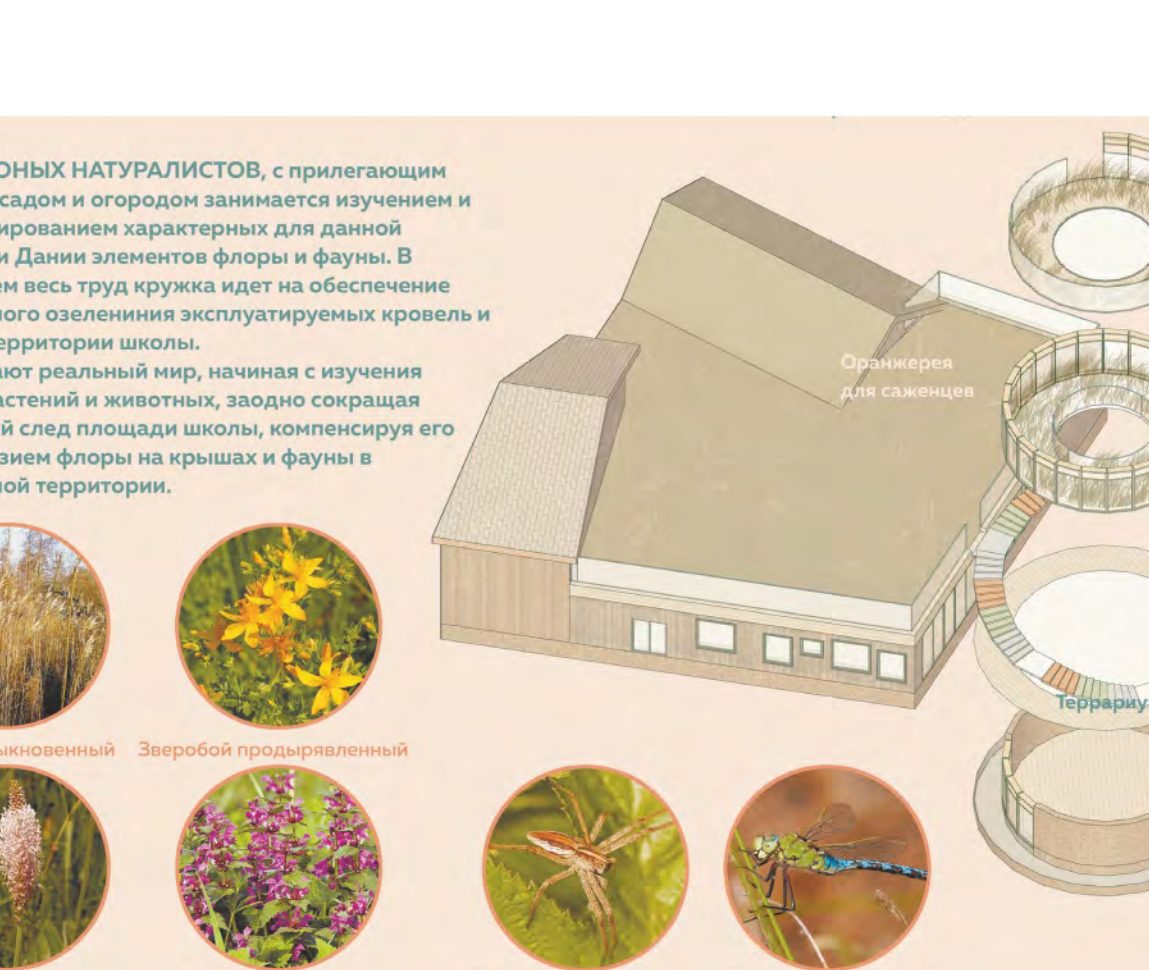 ОНЫХ НАТУРАЛИСТОВ, с прилегающим
садом и огородом занимается изучением и
ированием характерных для данной
и Дании элементов флоры и фауны. В
ем весь труд кружка идет на обеспечение
ного озеленииня эксплуатируемых кровель и
ерритории школы.
ают реальный мир, начиная с изучения
астений и животных, заодно сокращая
й след площади школы, компенсируя его
зием флоры на крышах и фауны в
ной территории.
Оранжерея
для саженцев
Террариу
ыкновенный
Зверобой продырявленный